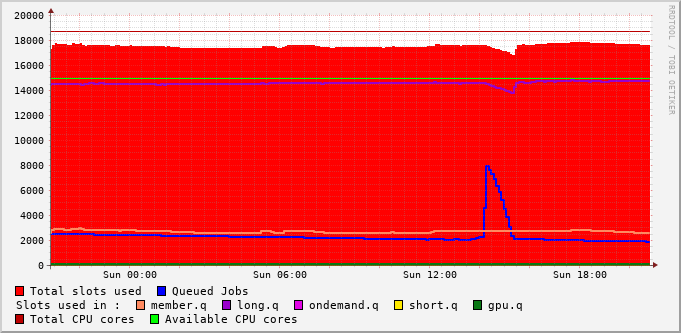 20000
18000
16000
14000
12000
10000
8000
6000
4000
2000
0
Sun 00:00 Sun 06:00 Sun 12:00 Sun 18:00
RRDTOOL / TOBI OETIKER
Total slots used Queued Jobs
Slots used in : member.q long.q ondemand.q short.q gpu.q
Total CPU cores Available CPU cores